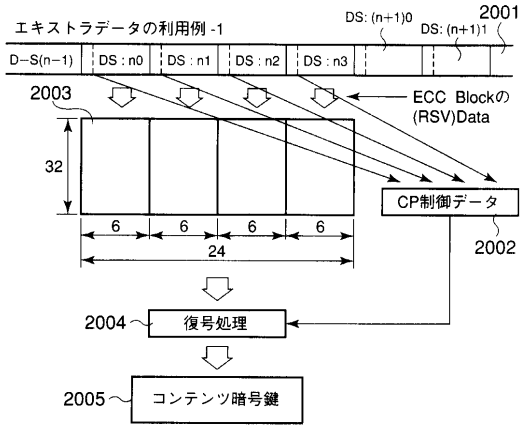 エキストラデータの利用例 -1
DS: (n+1)0
DS: (n+1)1
2001
D−S(n−1)
DS : n0
DS : n1
DS : n2
DS : n3
2003
ECC Blockの
(RSV)Data
32
6
6
6
6
24
CP制御データ
2002
2004
復号処理
2005
コンテンツ暗号鍵